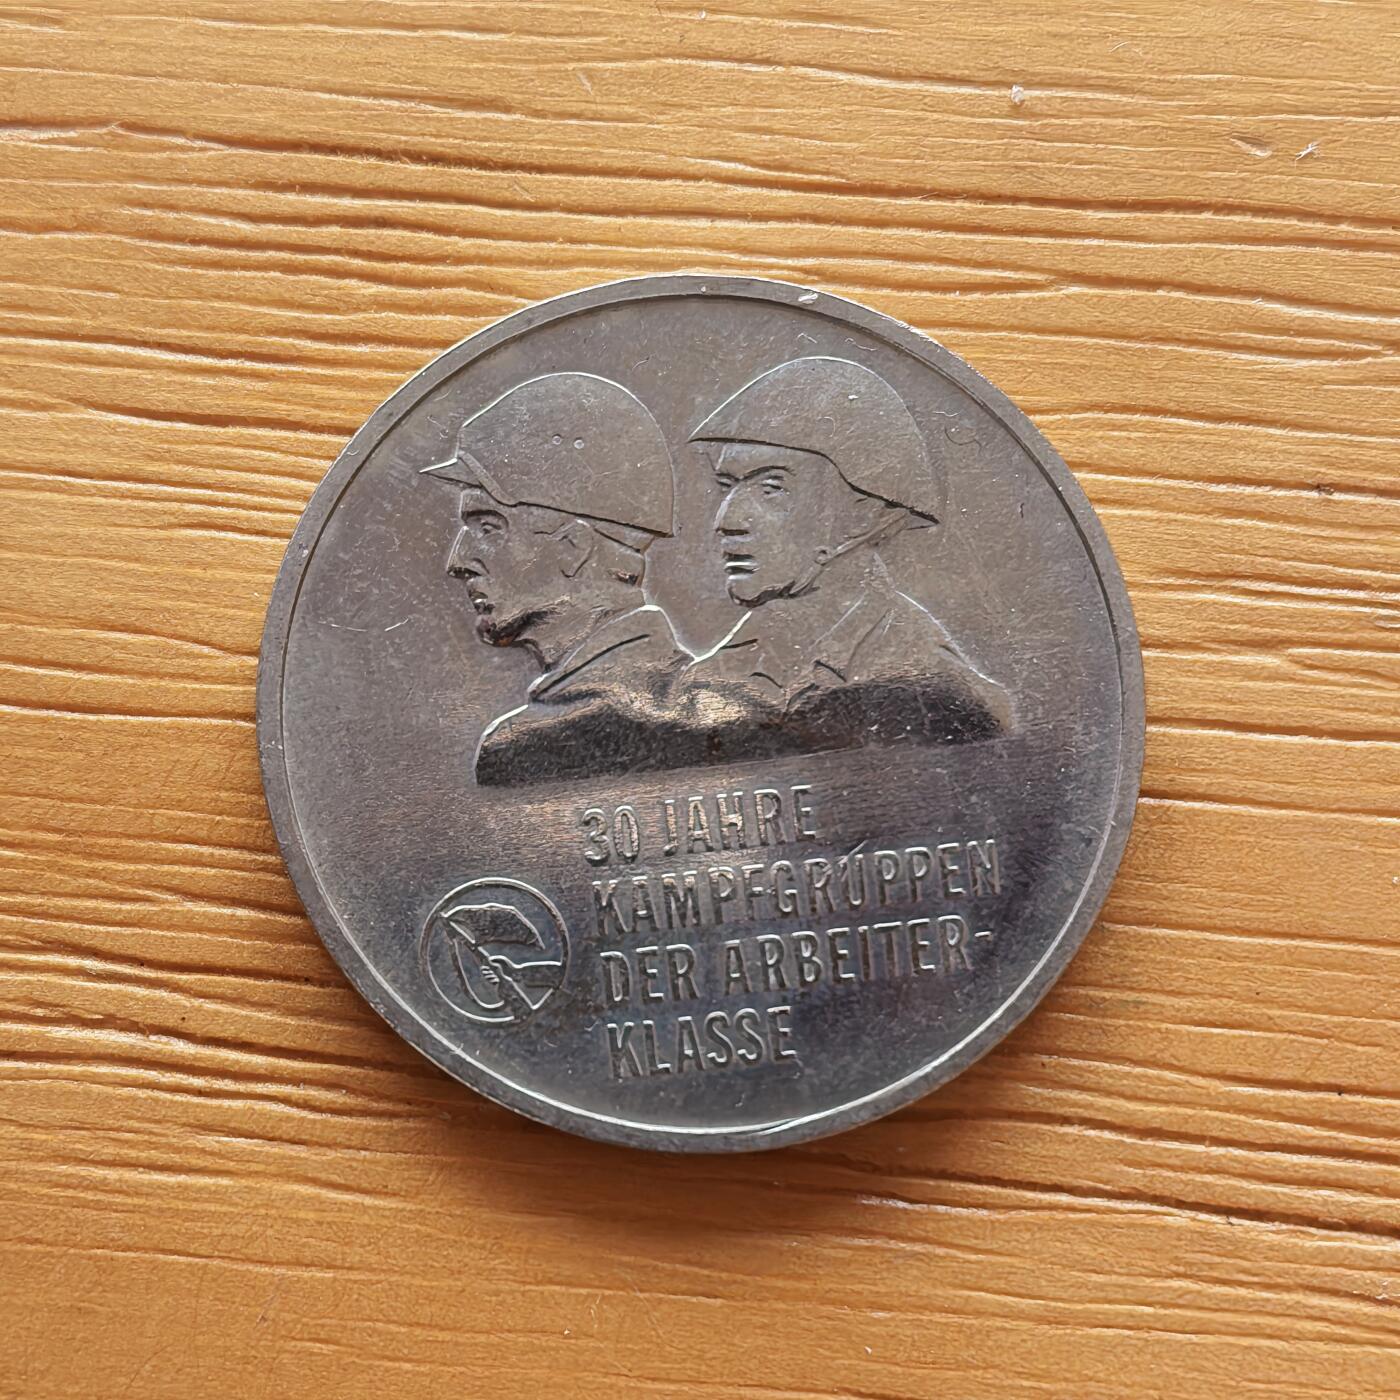 30 JAHRE
KAMPFGRUPPEN
DER ARBEITER-
KLASSE